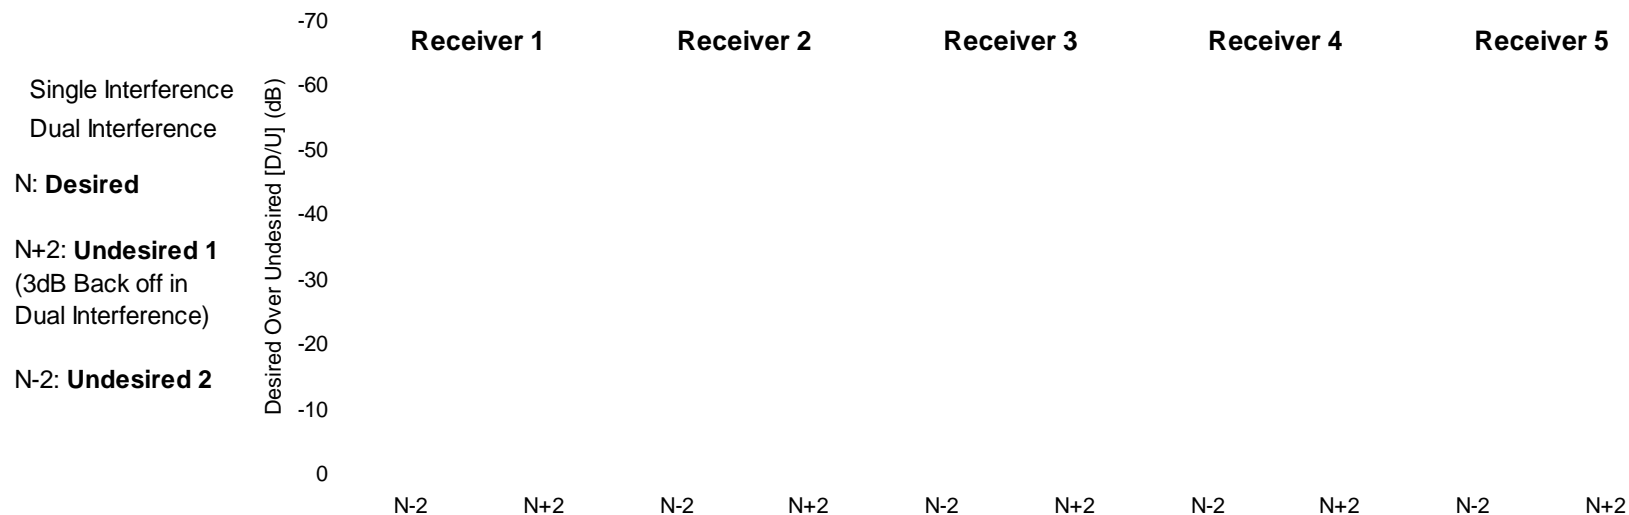 Single Interference
Dual Interference
N: Desired
N+2: Undesired 1
(3dB Back off in
Dual Interference)
N-2: Undesired 2
Desired Over Undesired [D/U] (dB)
-70
-60
-50
-40
-30
-20
-10
0
Receiver 1 Receiver 2 Receiver 3 Receiver 4 Receiver 5
N-2 N+2 N-2 N+2 N-2 N+2 N-2 N+2 N-2 N+2